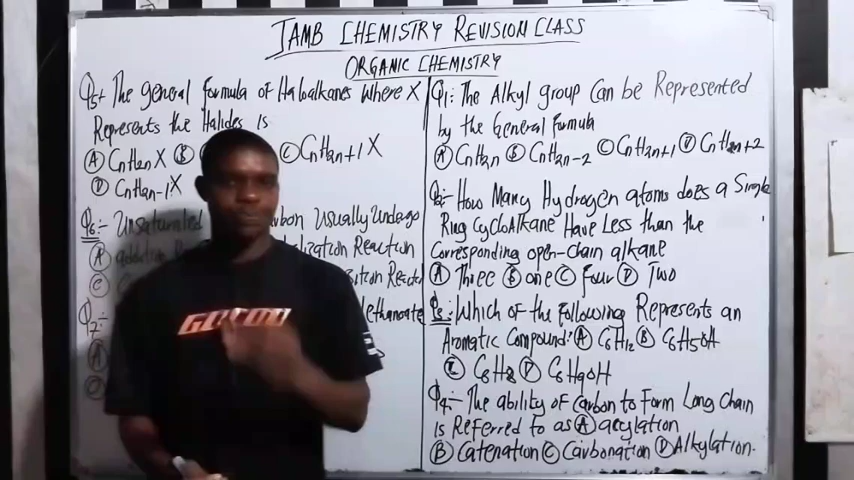 JAMB CHEMISTRY REVISION CLASS
ORGANIC CHEMISTRY
Q5:- The general formula of Haloalkanes where X
Represents the Halides is
(A) CnH2nX (B) (C) CnH2n+1 X
(D) CnH2n-1X
Q6:- Unsaturated Usually Undergo
(A) addition Reaction
(C)
Q7:-
(A)
Q1: The Alkyl group Can be Represented
by the General formula
(A) CnH2n (B) CnH2n-2 (C) CnH2n+1 (D) CnH2n+2
Q2:- How Many Hydrogen atoms does a Single
Ring CycloAlkane Have Less than the
Corresponding open-chain alkane
(A) Three (B) one (C) four (D) Two
Q3:- Which of the following Represents an
Aromatic Compound: (A) C6H12 (B) C6H5OH
(C) C6H8 (D) C6H9OH
Q4:- The ability of Carbon to form Long Chain
is Referred to as (A) acylation
(B) Catenation (C) Carbonation (D) Alkylation.